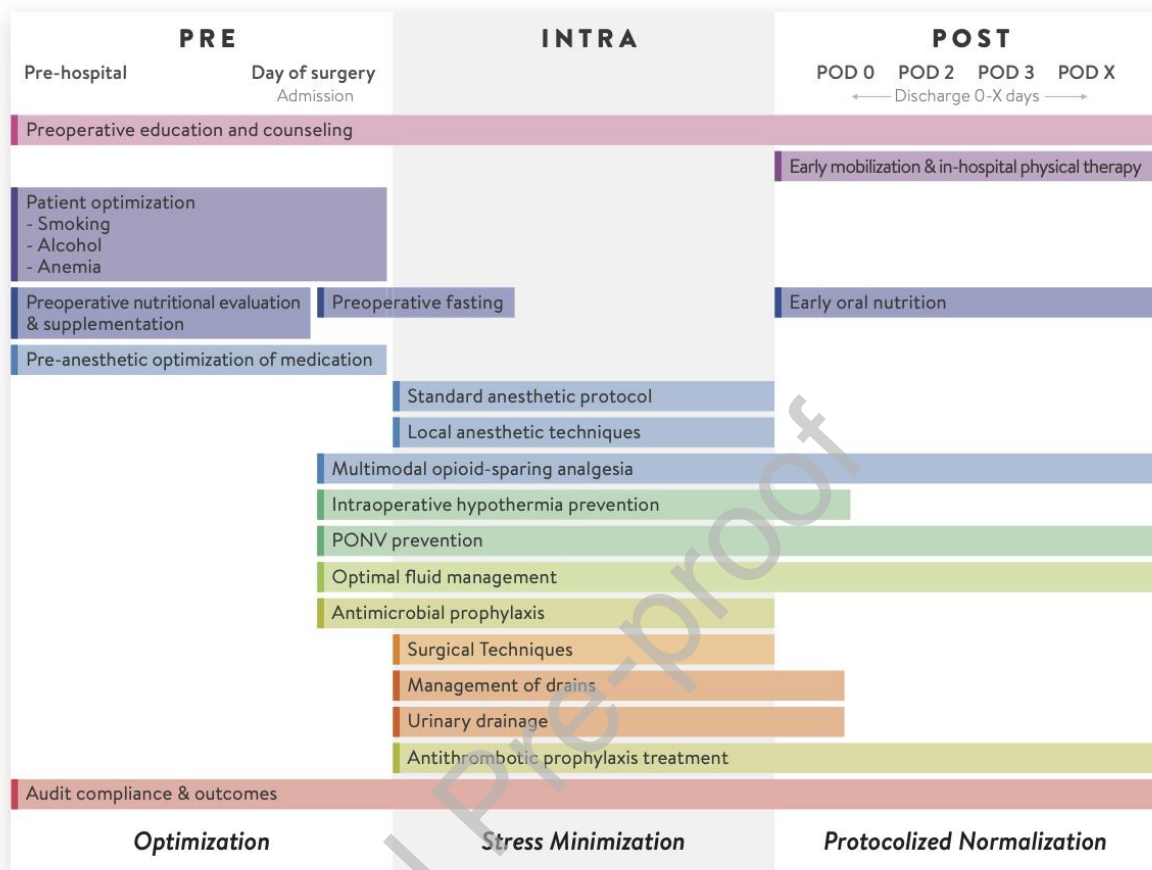 PRE
INTRA
POST
Pre-hospital
Day of surgery
Admission
POD 0 POD 2 POD 3 POD X
Discharge 0-X days
Preoperative education and counseling
Early mobilization & in-hospital physical therapy
Patient optimization
- Smoking
- Alcohol
- Anemia
Preoperative nutritional evaluation
& supplementation
Preoperative fasting
Early oral nutrition
Pre-anesthetic optimization of medication
Standard anesthetic protocol
Local anesthetic techniques
Multimodal opioid-sparing analgesia
Intraoperative hypothermia prevention
PONV prevention
Optimal fluid management
Antimicrobial prophylaxis
Surgical Techniques
Management of drains
Urinary drainage
Antithrombotic prophylaxis treatment
Audit compliance & outcomes
Optimization
Stress Minimization
Protocolized Normalization
Pre-proof